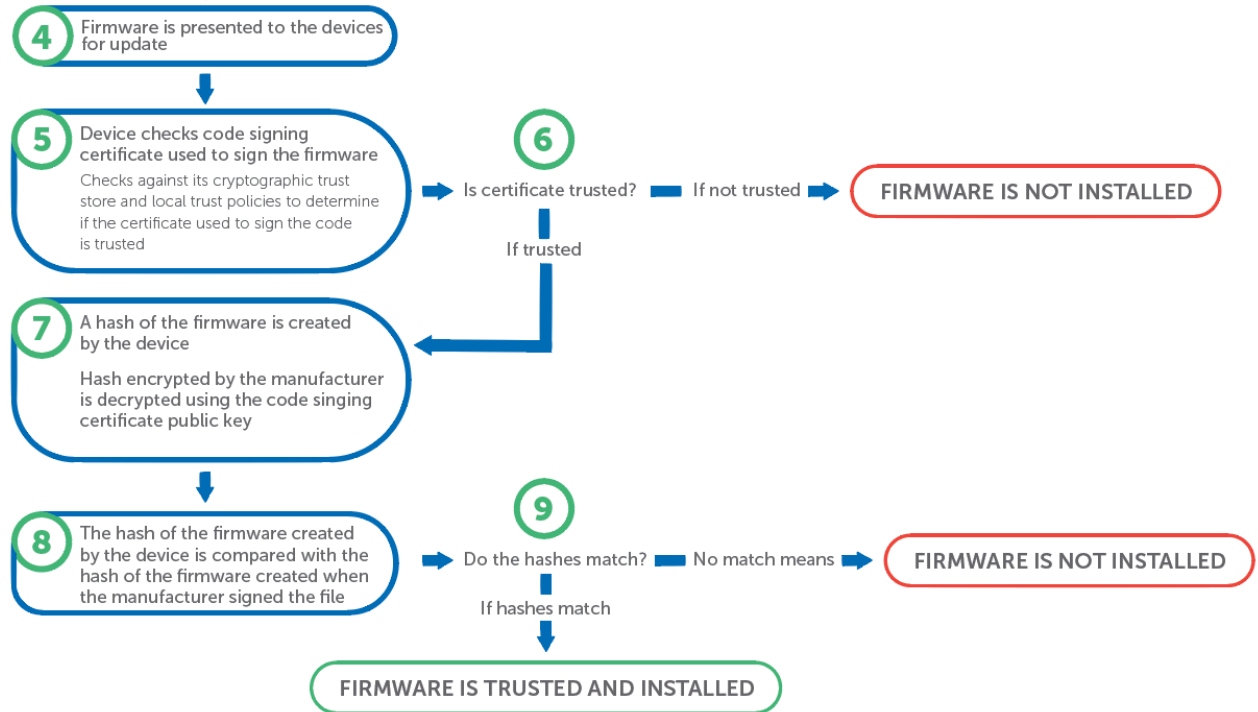 4
Firmware is presented to the devices
for update
5
Device checks code signing
certificate used to sign the firmware
Checks against its cryptographic trust
store and local trust policies to determine
if the certificate used to sign the code
is trusted
6
Is certificate trusted?
If not trusted
FIRMWARE IS NOT INSTALLED
If trusted
7
A hash of the firmware is created
by the device
Hash encrypted by the manufacturer
is decrypted using the code singing
certificate public key
8
The hash of the firmware created
by the device is compared with the
hash of the firmware created when
the manufacturer signed the file
9
Do the hashes match?
No match means
FIRMWARE IS NOT INSTALLED
If hashes match
FIRMWARE IS TRUSTED AND INSTALLED